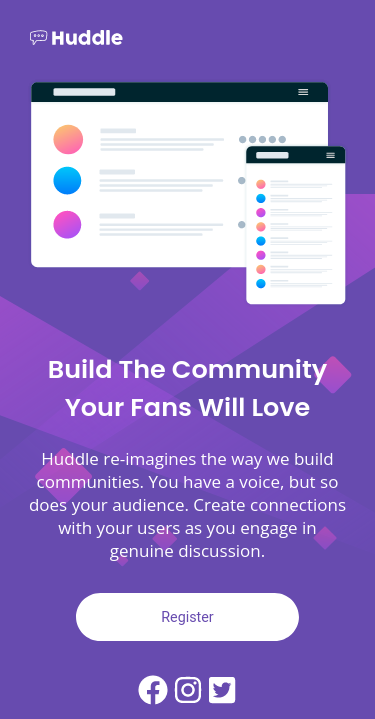 Huddle
Build The Community
Your Fans Will Love
Huddle re-imagines the way we build
communities. You have a voice, but so
does your audience. Create connections
with your users as you engage in
genuine discussion.
Register